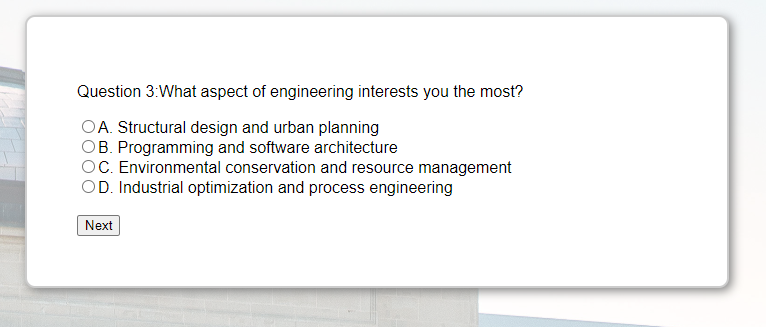 Question 3:What aspect of engineering interests you the most?
A. Structural design and urban planning
B. Programming and software architecture
C. Environmental conservation and resource management
D. Industrial optimization and process engineering
Next